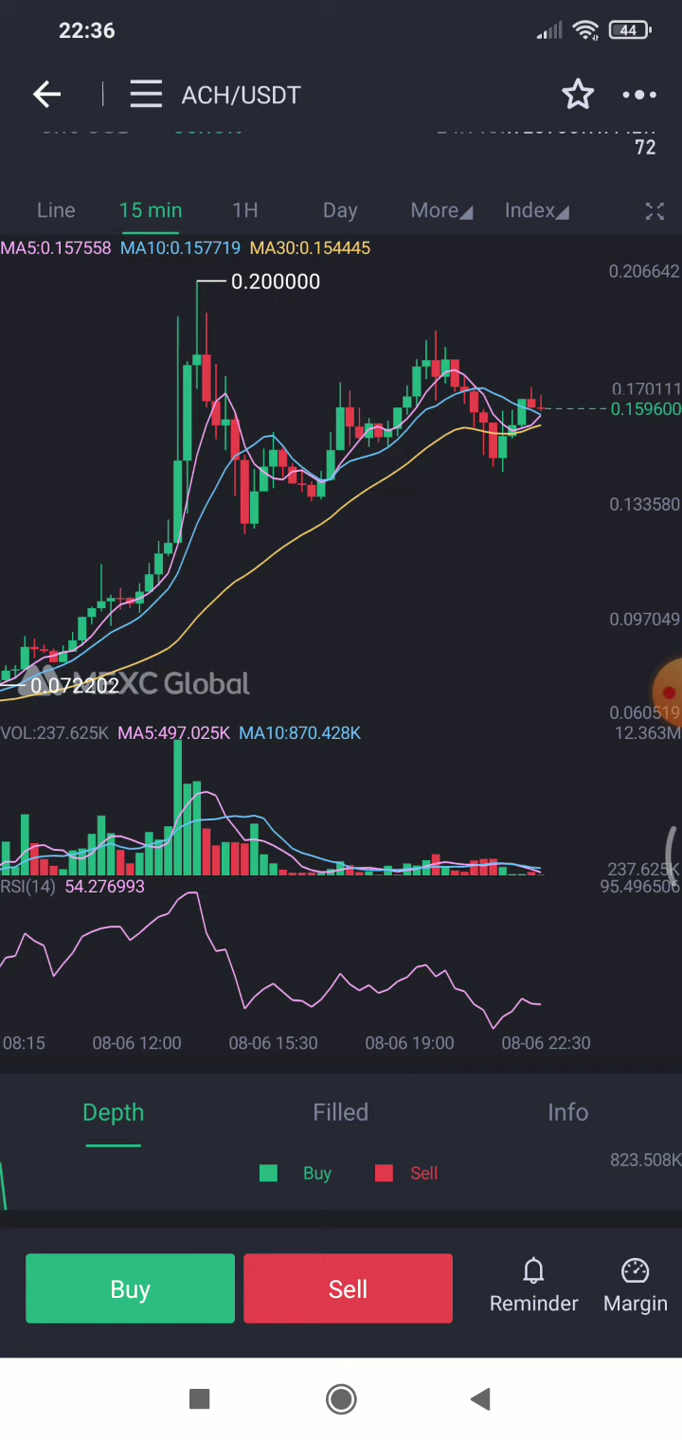 22:36
44
ACH/USDT
72
Line 15 min 1H Day More Index
MA5:0.157558 MA10:0.157719 MA30:0.154445
0.206642
0.200000
0.170111
0.159600
0.133580
0.097049
0.072202
MEXC Global
0.060519
VOL:237.625K MA5:497.025K MA10:870.428K
12.363M
237.625K
RSI(14) 54.276993
95.496506
08:15 08-06 12:00 08-06 15:30 08-06 19:00 08-06 22:30
Depth Filled Info
823.508K
Buy Sell
Buy Sell
Reminder Margin